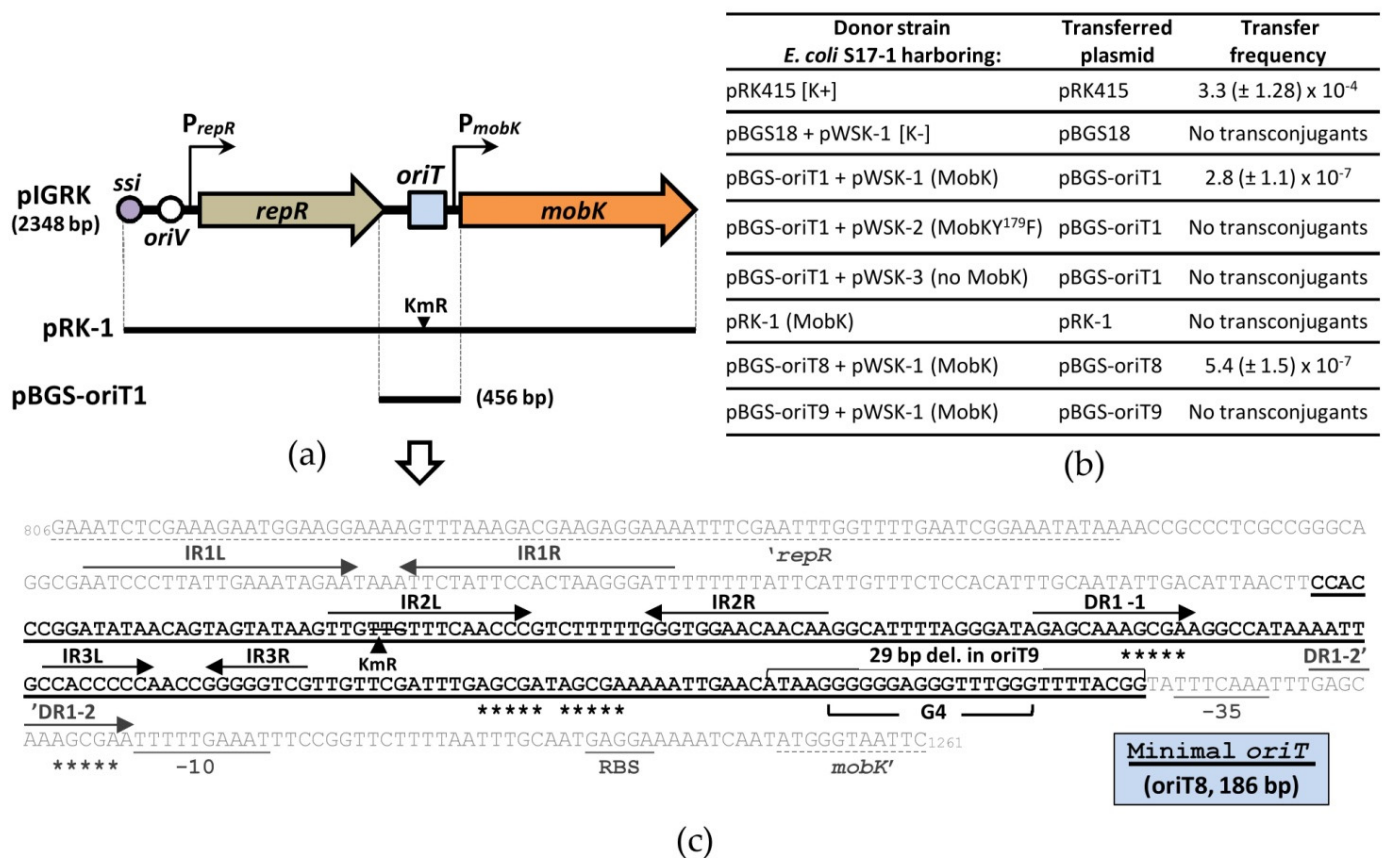 Donor strain
E. coli S17-1 harboring:
Transferred plasmid
Transfer frequency
pRK415 [K+] pRK415 3.3 (± 1.28) x 10⁻⁴
pBGS18 + pWSK-1 [K-] pBGS18 No transconjugants
pBGS-oriT1 + pWSK-1 (MobK) pBGS-oriT1 2.8 (± 1.1) x 10⁻⁷
pBGS-oriT1 + pWSK-2 (MobKY¹⁷⁹F) pBGS-oriT1 No transconjugants
pBGS-oriT1 + pWSK-3 (no MobK) pBGS-oriT1 No transconjugants
pRK-1 (MobK) pRK-1 No transconjugants
pBGS-oriT8 + pWSK-1 (MobK) pBGS-oriT8 5.4 (± 1.5) x 10⁻⁷
pBGS-oriT9 + pWSK-1 (MobK) pBGS-oriT9 No transconjugants
(b)
PrepR PmobK
ssi oriT
pIGRK
(2348 bp)
oriV repR mobK
KmR
pRK-1
pBGS-oriT1 (456 bp)
(a)
806GAAATCTCGAAAGAATGGAAGGAAAAGTTTAAAGACGAAGAGGAAAATTTCGAATTTGGTTTTGAATCGGAAATATAAAACCGCCCTCGCCGGGCA
IR1L IR1R 'repR
GGCGAATCCCTTATTGAAATAGAATAAATTCTATTCCACTAAGGGATTTTTTTTATTCATTGTTTCTCCACATTTGCAATATTGACATTAACTTCCAC
IR2L IR2R DR1 -1
CCGGATATAACAGTAGTATAAGTTGTTGTTTCAACCCGTCTTTTTGGGTGGAACAACAAGGCATTTTAGGGATAGAGCAAAGCGAAGGCCATAAAATT
IR3L IR3R KmR 29 bp del. in oriT9 ***** DR1-2'
GCCACCCCCAACCGGGGGTCGTTGTTCGATTTGAGCGATAGCGAAAAATTGAACATAAGGGGGGAGGGTTTGGGTTTTACGGTATTTCAAATTTGAGC
'DR1-2 ***** ***** G4 -35
AAAGCGAATTTTTGAAATTTCCGGTTCTTTTAATTTGCAATGAGGAAAAATCAATATGGGTAATTC1261
***** -10 RBS mobK'
Minimal oriT
(oriT8, 186 bp)
(c)